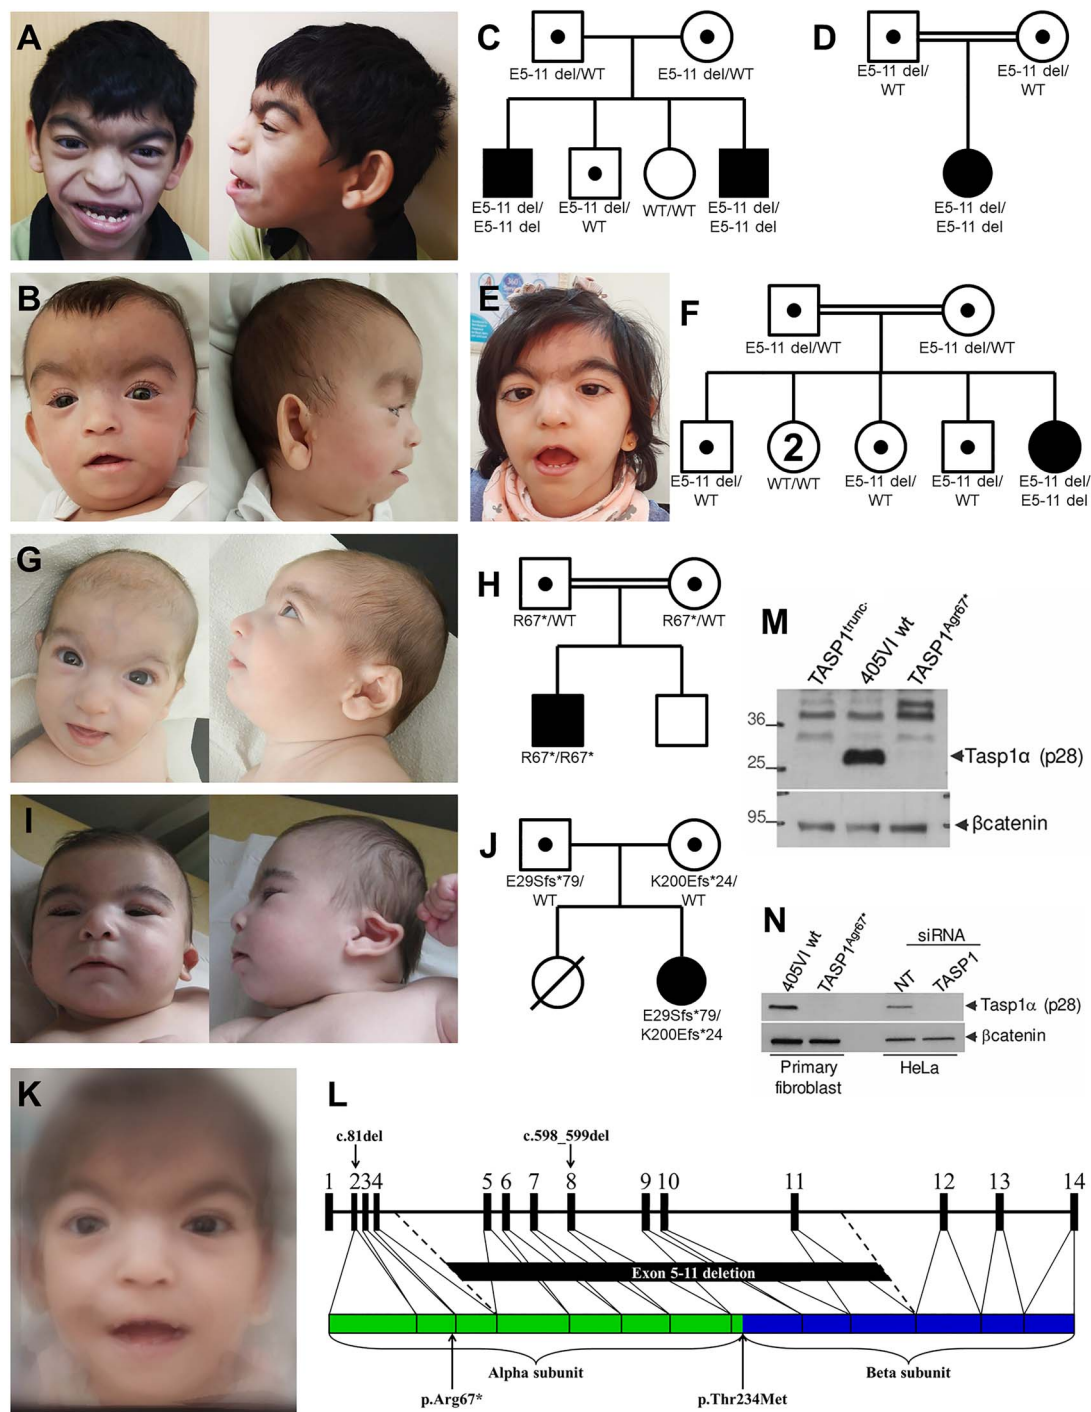 A
C
E5-11 del/WT
E5-11 del/WT
E5-11 del/
E5-11 del
E5-11 del/
WT
WT/WT
E5-11 del/
E5-11 del
D
E5-11 del/
WT
E5-11 del/
WT
E5-11 del/
E5-11 del
B
E
360
F
E5-11 del/WT
E5-11 del/WT
E5-11 del/
WT
2
WT/WT
E5-11 del/
WT
E5-11 del/
WT
E5-11 del/
E5-11 del
G
H
R67*/WT
R67*/WT
R67*/R67*
I
J
E29Sfs*79/
WT
K200Efs*24/
WT
E29Sfs*79/
K200Efs*24
M
TASP1trunc.
405VI wt
TASP1Agr67*
36
25
Tasp1α (p28)
95
βcatenin
N
405VI wt
TASP1Agr67*
siRNA
NT
TASP1
Tasp1α (p28)
βcatenin
Primary
fibroblast
HeLa
K
L
c.81del
c.598_599del
1 2 3 4 5 6 7 8 9 10 11 12 13 14
Exon 5-11 deletion
Alpha subunit
Beta subunit
p.Arg67*
p.Thr234Met